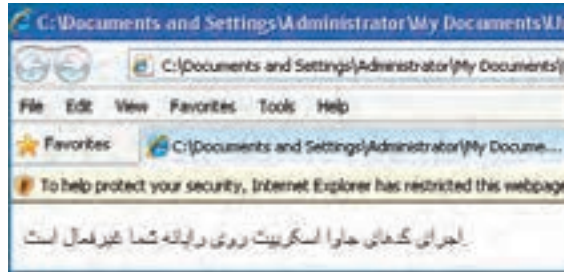 C:\Documents and Settings\Administrator\My Documents\
C:\Documents and Settings\Administrator\My Documents\
File Edit View Favorites Tools Help
Favorites C:\Documents and Settings\Administrator\My Docume...
To help protect your security, Internet Explorer has restricted this webpage
اجرای کدهای جاوا اسکریپت روی رایانه شما غیرفعال است.